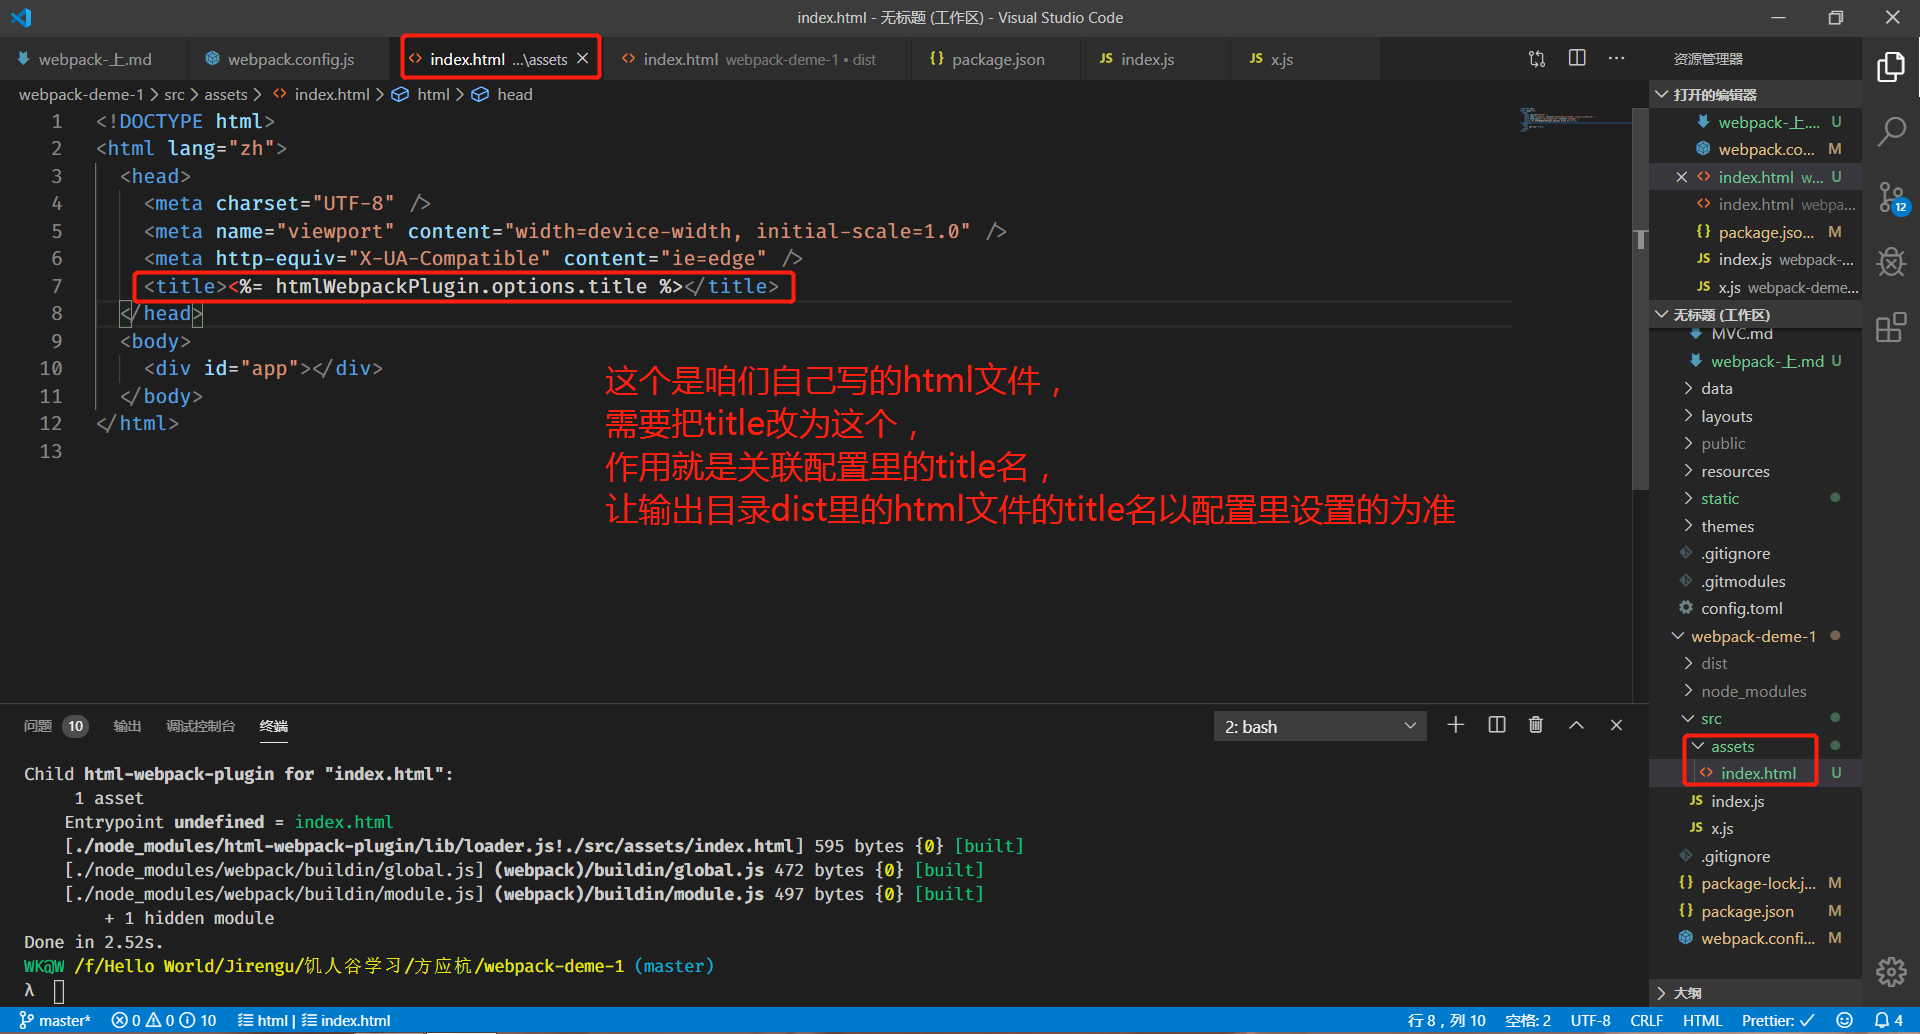 index.html - 无标题 (工作区) - Visual Studio Code
webpack-上.md
webpack.config.js
index.html ...\assets
index.html webpack-deme-1 • dist
package.json
JS index.js
JS x.js
webpack-deme-1 > src > assets > index.html > html > head
1 <!DOCTYPE html>
2 <html lang="zh">
3 <head>
4 <meta charset="UTF-8" />
5 <meta name="viewport" content="width=device-width, initial-scale=1.0" />
6 <meta http-equiv="X-UA-Compatible" content="ie=edge" />
7 <title><%= htmlWebpackPlugin.options.title %></title>
8 </head>
9 <body>
10 <div id="app"></div>
11 </body>
12 </html>
13
这个是咱们自己写的html文件，
需要把title改为这个，
作用就是关联配置里的title名，
让输出目录dist里的html文件的title名以配置里设置的为准
问题 10 输出 调试控制台 终端
2: bash
Child html-webpack-plugin for "index.html":
1 asset
Entrypoint undefined = index.html
[./node_modules/html-webpack-plugin/lib/loader.js!./src/assets/index.html] 595 bytes {0} [built]
[./node_modules/webpack/buildin/global.js] (webpack)/buildin/global.js 472 bytes {0} [built]
[./node_modules/webpack/buildin/module.js] (webpack)/buildin/module.js 497 bytes {0} [built]
+ 1 hidden module
Done in 2.52s.
WK@W /f/Hello World/Jirengu/饥人谷学习/方应杭/webpack-deme-1 (master)
λ
资源管理器
打开的编辑器
webpack-上.... U
webpack.co... M
index.html w... U
index.html webpa...
{} package.jso... M
JS index.js webpack-...
JS x.js webpack-deme...
无标题 (工作区)
MVC.md
webpack-上.md U
data
layouts
public
resources
static
themes
.gitignore
.gitmodules
config.toml
webpack-deme-1
dist
node_modules
src
assets
index.html U
JS index.js
JS x.js
.gitignore
{} package-lock.j... M
{} package.json M
webpack.confi... M
大纲
12
master* 0 0 10 html | index.html
行 8，列 10 空格: 2 UTF-8 CRLF HTML Prettier: ✓ 4